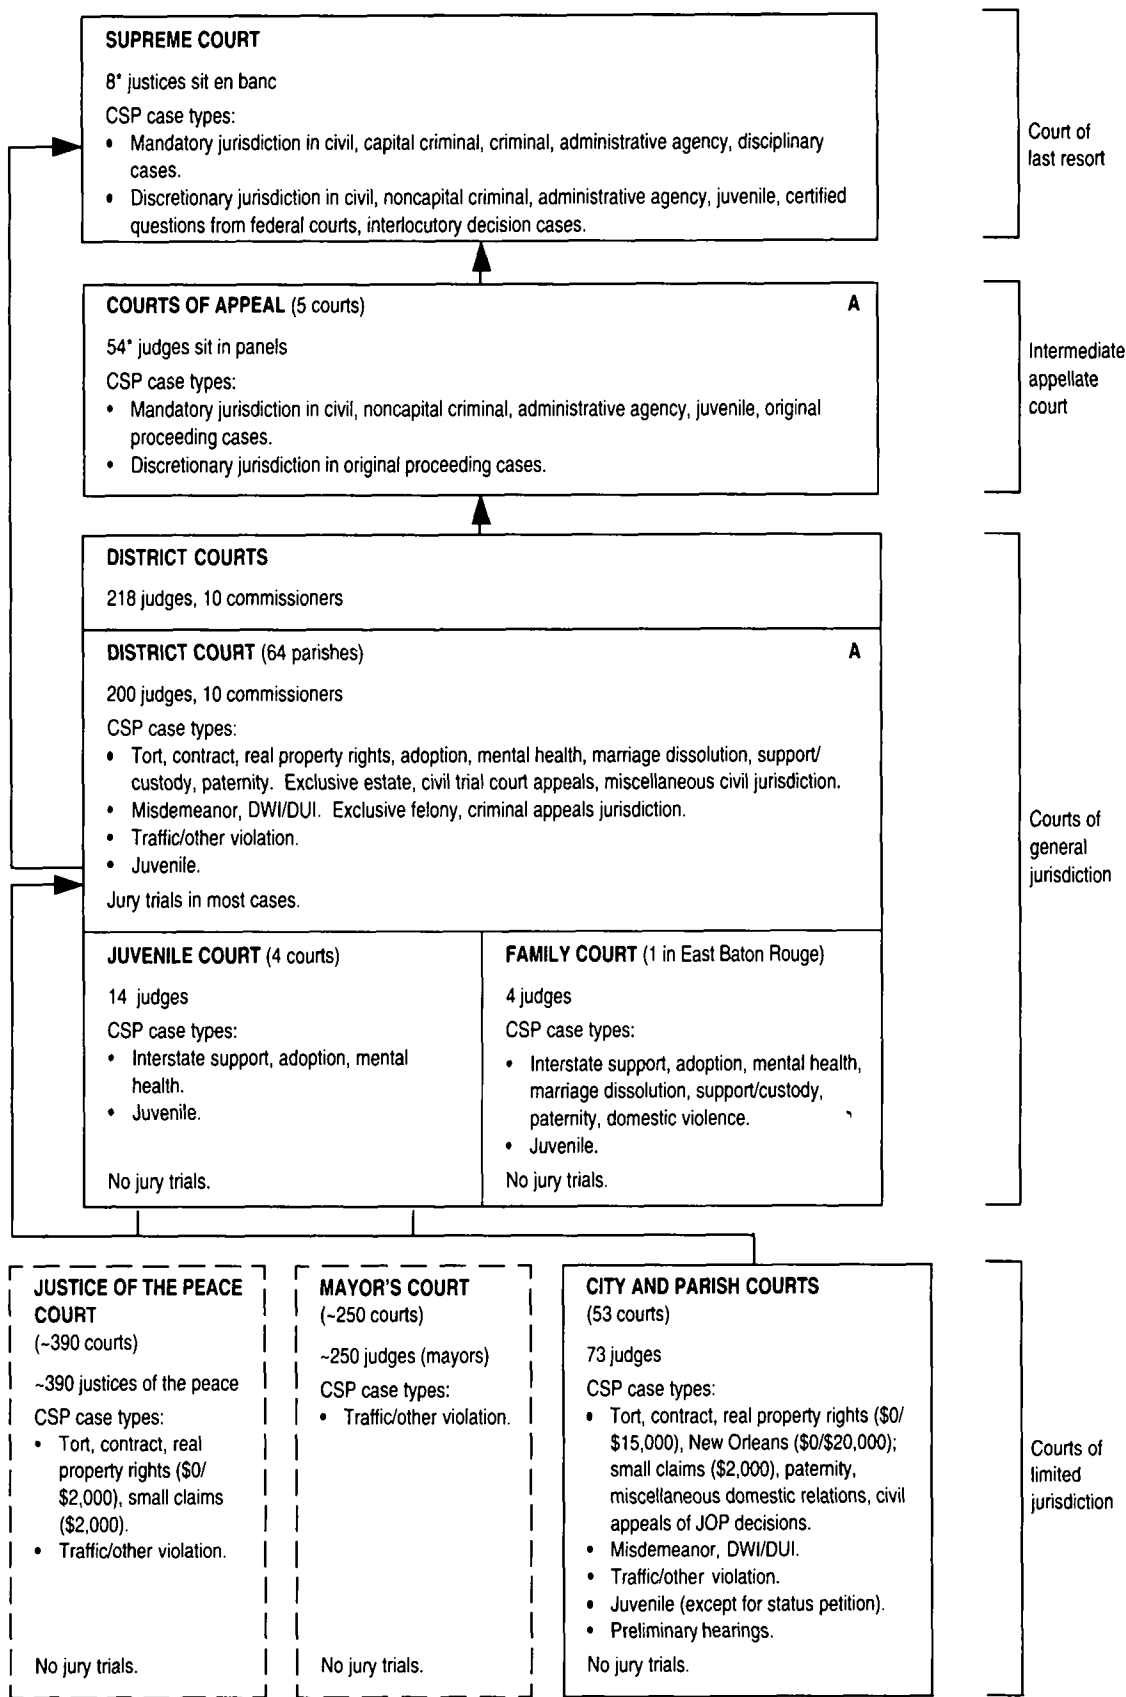 SUPREME COURT
8* justices sit en banc
CSP case types:
• Mandatory jurisdiction in civil, capital criminal, criminal, administrative agency, disciplinary
cases.
• Discretionary jurisdiction in civil, noncapital criminal, administrative agency, juvenile, certified
questions from federal courts, interlocutory decision cases.
Court of
last resort
COURTS OF APPEAL (5 courts) A
54* judges sit in panels
CSP case types:
• Mandatory jurisdiction in civil, noncapital criminal, administrative agency, juvenile, original
proceeding cases.
• Discretionary jurisdiction in original proceeding cases.
Intermediate
appellate
court
DISTRICT COURTS
218 judges, 10 commissioners
DISTRICT COURT (64 parishes) A
200 judges, 10 commissioners
CSP case types:
• Tort, contract, real property rights, adoption, mental health, marriage dissolution, support/
custody, paternity. Exclusive estate, civil trial court appeals, miscellaneous civil jurisdiction.
• Misdemeanor, DWI/DUI. Exclusive felony, criminal appeals jurisdiction.
• Traffic/other violation.
• Juvenile.
Jury trials in most cases.
JUVENILE COURT (4 courts)
14 judges
CSP case types:
• Interstate support, adoption, mental
health.
• Juvenile.
No jury trials.
FAMILY COURT (1 in East Baton Rouge)
4 judges
CSP case types:
• Interstate support, adoption, mental health,
marriage dissolution, support/custody,
paternity, domestic violence.
• Juvenile.
No jury trials.
Courts of
general
jurisdiction
JUSTICE OF THE PEACE
COURT
(~390 courts)
~390 justices of the peace
CSP case types:
• Tort, contract, real
property rights ($0/
$2,000), small claims
($2,000).
• Traffic/other violation.
No jury trials.
MAYOR'S COURT
(~250 courts)
~250 judges (mayors)
CSP case types:
• Traffic/other violation.
No jury trials.
CITY AND PARISH COURTS
(53 courts)
73 judges
CSP case types:
• Tort, contract, real property rights ($0/
$15,000), New Orleans ($0/$20,000);
small claims ($2,000), paternity,
miscellaneous domestic relations, civil
appeals of JOP decisions.
• Misdemeanor, DWI/DUI.
• Traffic/other violation.
• Juvenile (except for status petition).
• Preliminary hearings.
No jury trials.
Courts of
limited
jurisdiction